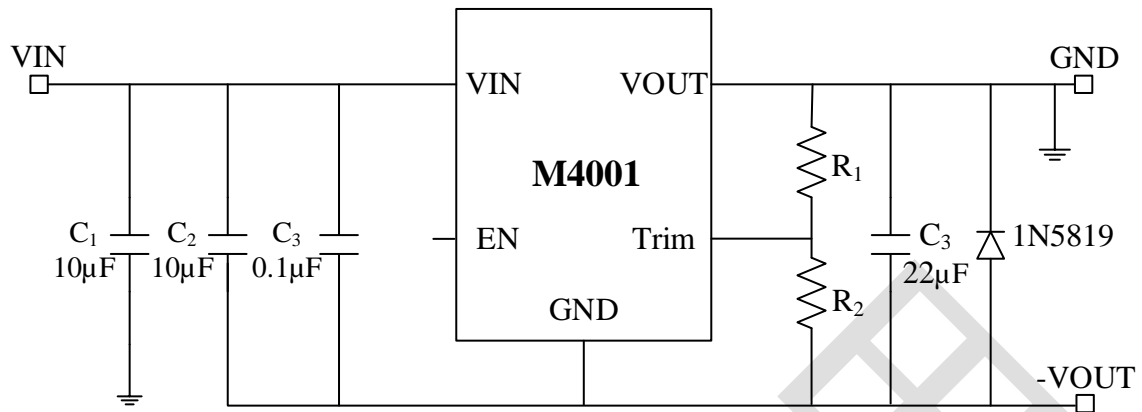 VIN
GND
VIN
VOUT
M4001
R₁
C₁
10µF
C₂
10µF
C₃
0.1µF
EN
Trim
C₃
22µF
1N5819
R₂
GND
-VOUT